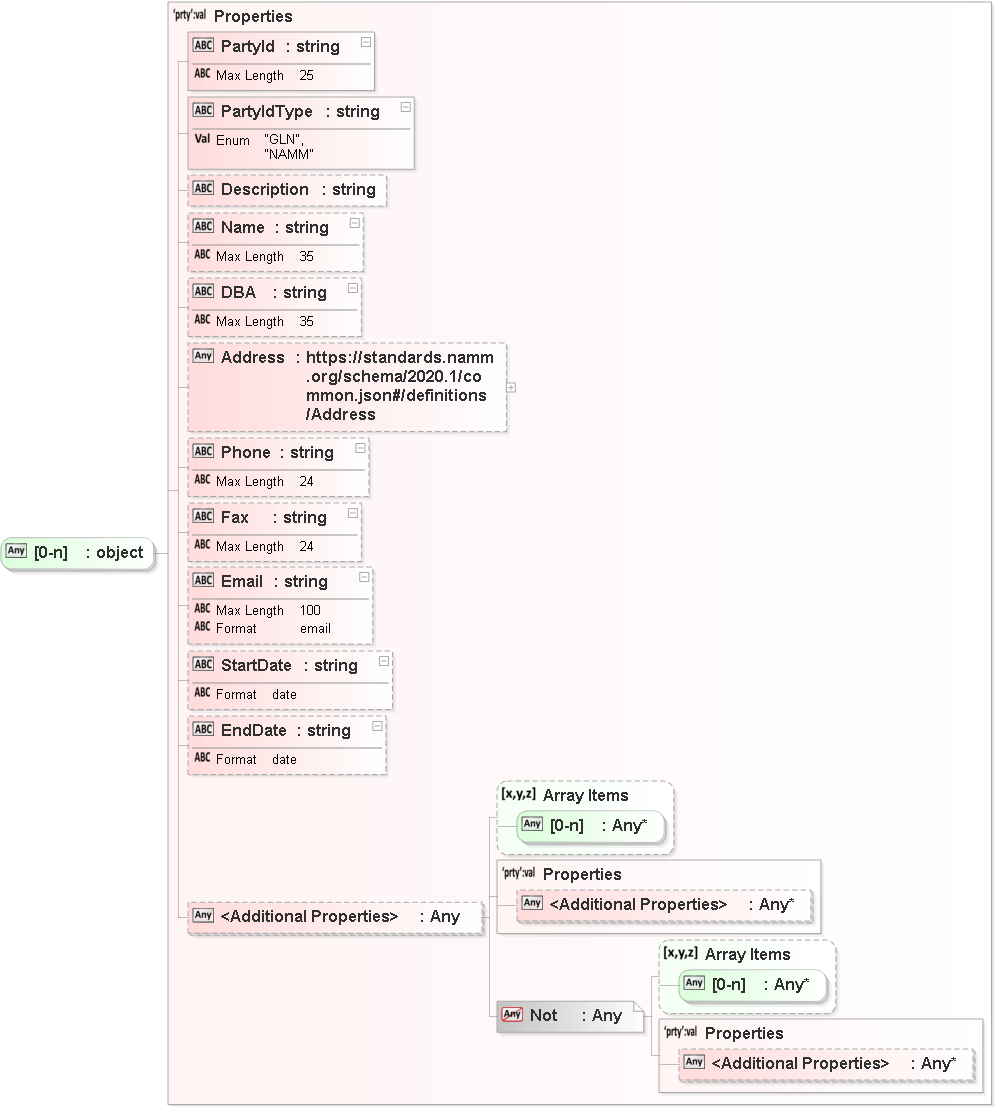 'prty':val Properties
ABC PartyId : string
ABC Max Length 25
ABC PartyIdType : string
Val Enum "GLN",
"NAMM"
ABC Description : string
ABC Name : string
ABC Max Length 35
ABC DBA : string
ABC Max Length 35
Any Address : https://standards.namm
.org/schema/2020.1/co
mmon.json#/definitions
/Address
ABC Phone : string
ABC Max Length 24
ABC Fax : string
ABC Max Length 24
Any [0-n] : object
ABC Email : string
ABC Max Length 100
ABC Format email
ABC StartDate : string
ABC Format date
ABC EndDate : string
ABC Format date
[x,y,z] Array Items
Any [0-n] : Any*
'prty':val Properties
Any <Additional Properties> : Any*
Any <Additional Properties> : Any
[x,y,z] Array Items
Any [0-n] : Any*
Any Not : Any
'prty':val Properties
Any <Additional Properties> : Any*